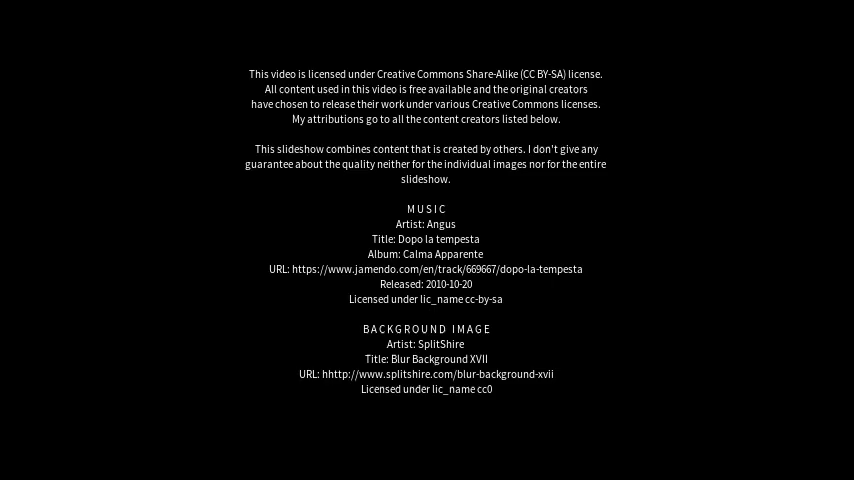 This video is licensed under Creative Commons Share-Alike (CC BY-SA) license.
All content used in this video is free available and the original creators
have chosen to release their work under various Creative Commons licenses.
My attributions go to all the content creators listed below.
This slideshow combines content that is created by others. I don't give any
guarantee about the quality neither for the individual images nor for the entire
slideshow.
MUSIC
Artist: Angus
Title: Dopo la tempesta
Album: Calma Apparente
URL: https://www.jamendo.com/en/track/669667/dopo-la-tempesta
Released: 2010-10-20
Licensed under lic_name cc-by-sa
BACKGROUND IMAGE
Artist: SplitShire
Title: Blur Background XVII
URL: hhttp://www.splitshire.com/blur-background-xvii
Licensed under lic_name cc0